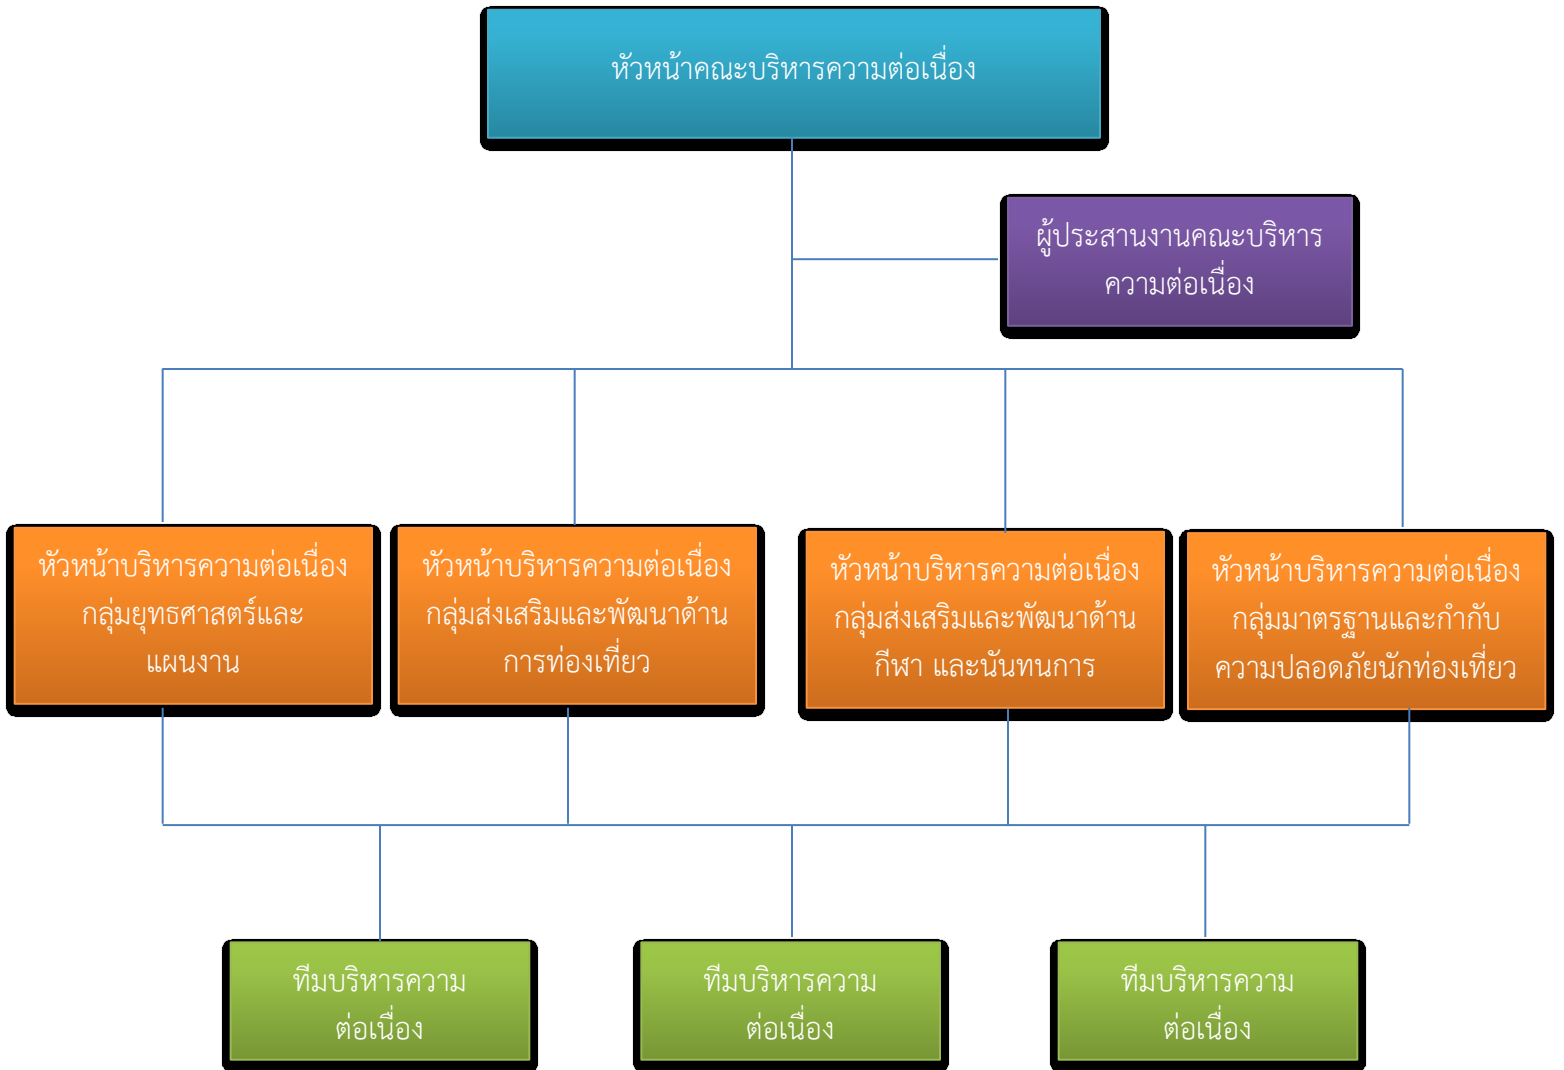 หัวหน้าคณะบริหารความต่อเนื่อง
ผู้ประสานงานคณะบริหาร
ความต่อเนื่อง
หัวหน้าบริหารความต่อเนื่อง
กลุ่มยุทธศาสตร์และ
แผนงาน
หัวหน้าบริหารความต่อเนื่อง
กลุ่มส่งเสริมและพัฒนาด้าน
การท่องเที่ยว
หัวหน้าบริหารความต่อเนื่อง
กลุ่มส่งเสริมและพัฒนาด้าน
กีฬา และนันทนการ
หัวหน้าบริหารความต่อเนื่อง
กลุ่มมาตรฐานและกำกับ
ความปลอดภัยนักท่องเที่ยว
ทีมบริหารความ
ต่อเนื่อง
ทีมบริหารความ
ต่อเนื่อง
ทีมบริหารความ
ต่อเนื่อง